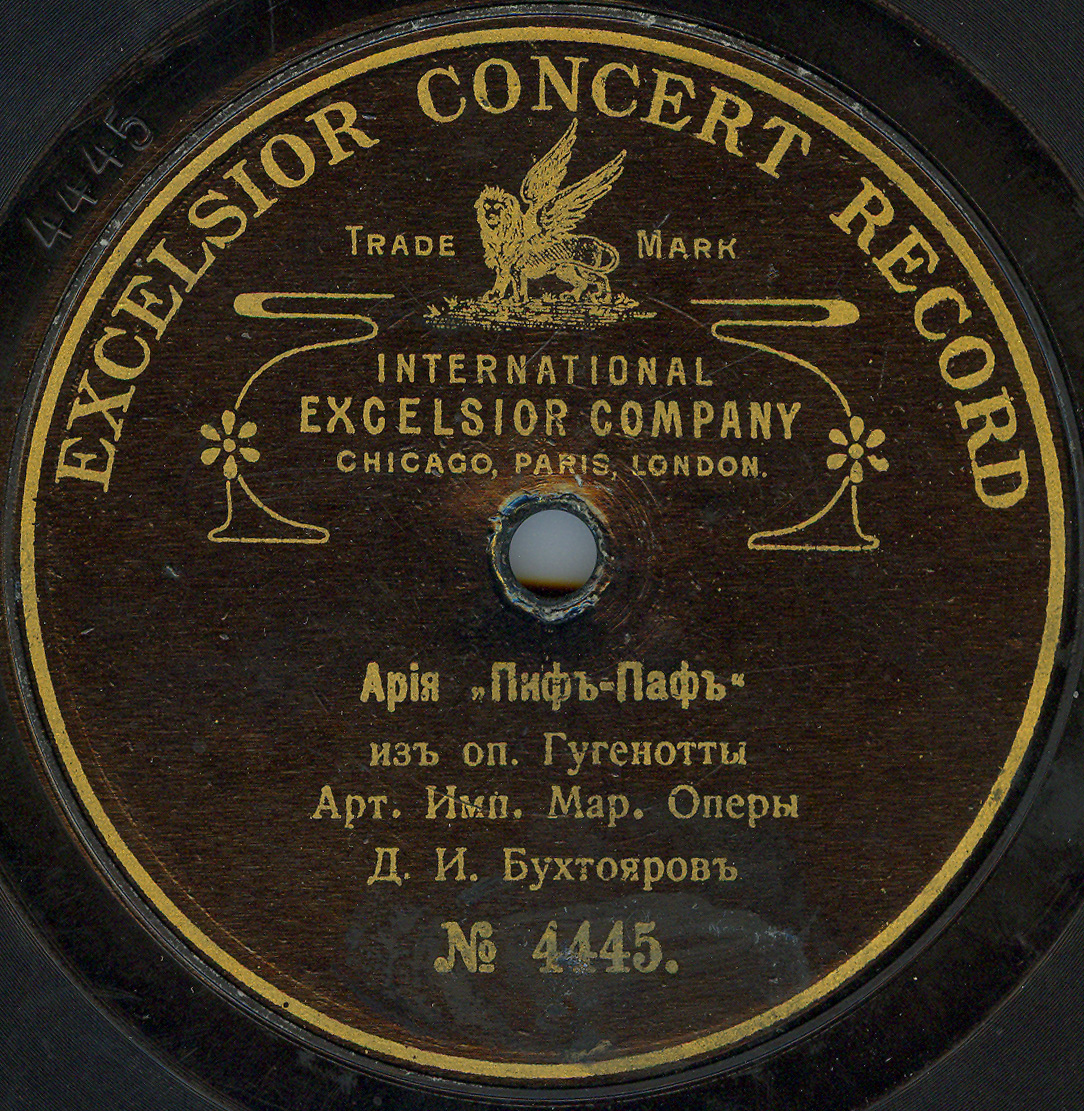 4445
EXCELSIOR CONCERT RECORD
TRADE MARK
INTERNATIONAL
EXCELSIOR COMPANY
CHICAGO, PARIS, LONDON.
Арія „Пифъ-Пафъ“
изъ оп. Гугенотты
Арт. Имп. Мар. Оперы
Д. И. Бухтояровъ
№ 4445.